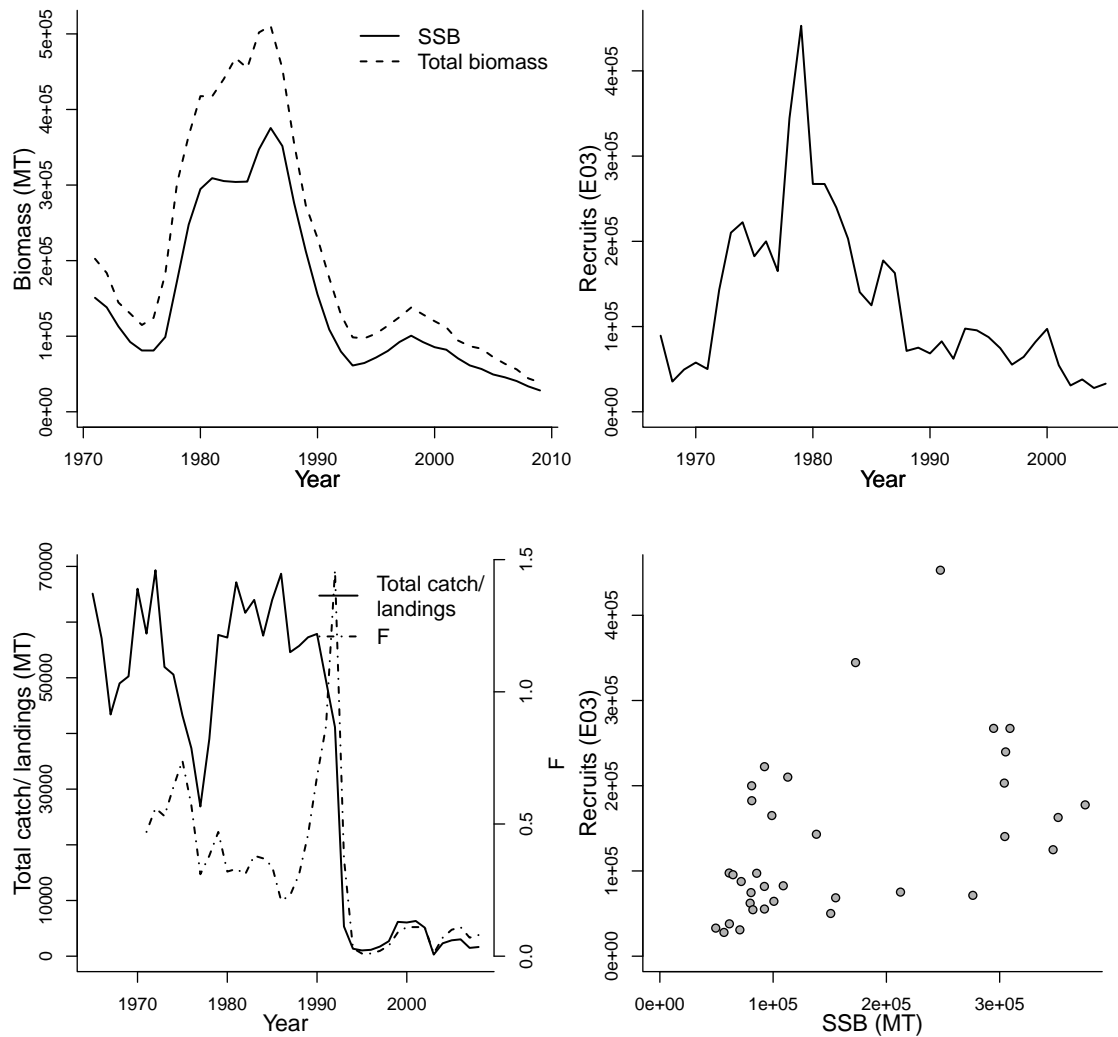 SSB
Total biomass
Biomass (MT)
0e+00
1e+05
2e+05
3e+05
4e+05
5e+05
1970
1980
1990
2000
2010
Year
Recruits (E03)
0e+00
1e+05
2e+05
3e+05
4e+05
1970
1980
1990
2000
Year
Total catch/
landings
F
Total catch/ landings (MT)
0
10000
30000
50000
70000
1970
1980
1990
2000
Year
0.0
0.5
1.0
1.5
F
Recruits (E03)
0e+00
1e+05
2e+05
3e+05
4e+05
0e+00
1e+05
2e+05
3e+05
SSB (MT)